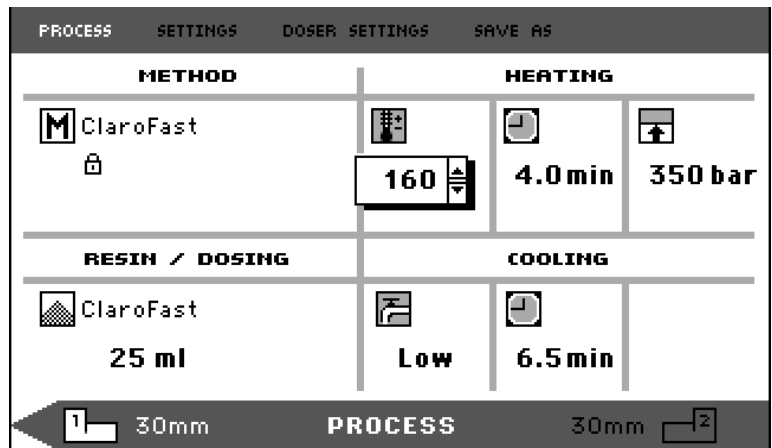 PROCESS SETTINGS DOSER SETTINGS SAVE AS
METHOD HEATING
M ClaroFast
160 4.0 min 350 bar
RESIN / DOSING COOLING
ClaroFast
25 ml Low 6.5 min
1 30mm PROCESS 30mm 2